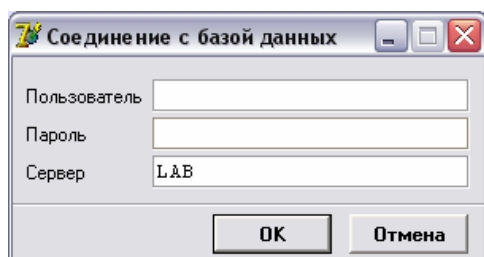 Соединение с базой данных
Пользователь
Пароль
Сервер LAB
OK Отмена